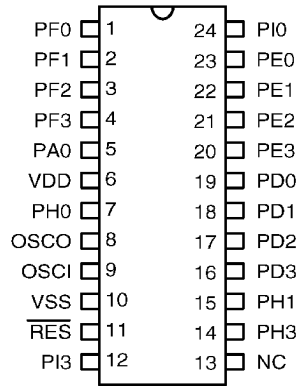 PF0 1 24 PI0
PF1 2 23 PE0
PF2 3 22 PE1
PF3 4 21 PE2
PA0 5 20 PE3
VDD 6 19 PD0
PH0 7 18 PD1
OSCO 8 17 PD2
OSCI 9 16 PD3
VSS 10 15 PH1
R̅E̅S̅ 11 14 PH3
PI3 12 13 NC